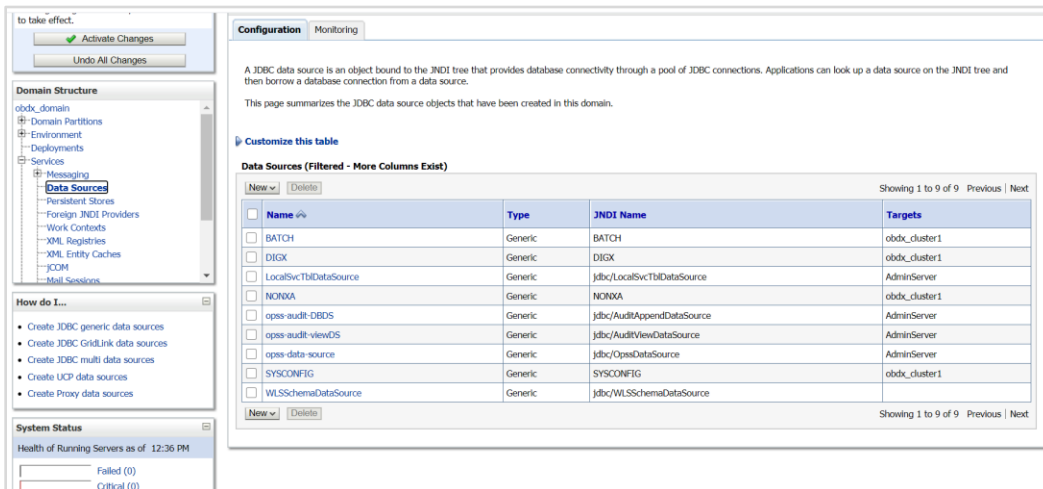 to take effect.
Activate Changes
Undo All Changes
Domain Structure
obdx_domain
Domain Partitions
Environment
Deployments
Services
Messaging
Data Sources
Persistent Stores
Foreign JNDI Providers
Work Contexts
XML Registries
XML Entity Caches
jCOM
Mail Sessions
How do I...
Create JDBC generic data sources
Create JDBC GridLink data sources
Create JDBC multi data sources
Create UCP data sources
Create Proxy data sources
System Status
Health of Running Servers as of 12:36 PM
Failed (0)
Critical (0)
Configuration Monitoring
A JDBC data source is an object bound to the JNDI tree that provides database connectivity through a pool of JDBC connections. Applications can look up a data source on the JNDI tree and
then borrow a database connection from a data source.
This page summarizes the JDBC data source objects that have been created in this domain.
Customize this table
Data Sources (Filtered - More Columns Exist)
New Delete Showing 1 to 9 of 9 Previous | Next
Name Type JNDI Name Targets
BATCH Generic BATCH obdx_cluster1
DIGX Generic DIGX obdx_cluster1
LocalSvcTblDataSource Generic jdbc/LocalSvcTblDataSource AdminServer
NONXA Generic NONXA obdx_cluster1
opss-audit-DBDS Generic jdbc/AuditAppendDataSource AdminServer
opss-audit-viewDS Generic jdbc/AuditViewDataSource AdminServer
opss-data-source Generic jdbc/OpssDataSource AdminServer
SYSCONFIG Generic SYSCONFIG obdx_cluster1
WLSSchemaDataSource Generic jdbc/WLSSchemaDataSource
New Delete Showing 1 to 9 of 9 Previous | Next